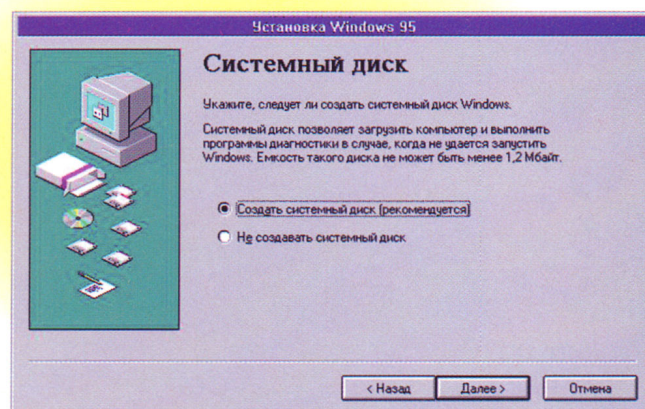 Установка Windows 95
Системный диск
Укажите, следует ли создать системный диск Windows.
Системный диск позволяет загрузить компьютер и выполнить
программы диагностики в случае, когда не удается запустить
Windows. Емкость такого диска не может быть менее 1,2 Мбайт.
Создать системный диск (рекомендуется)
Не создавать системный диск
< Назад Далее > Отмена